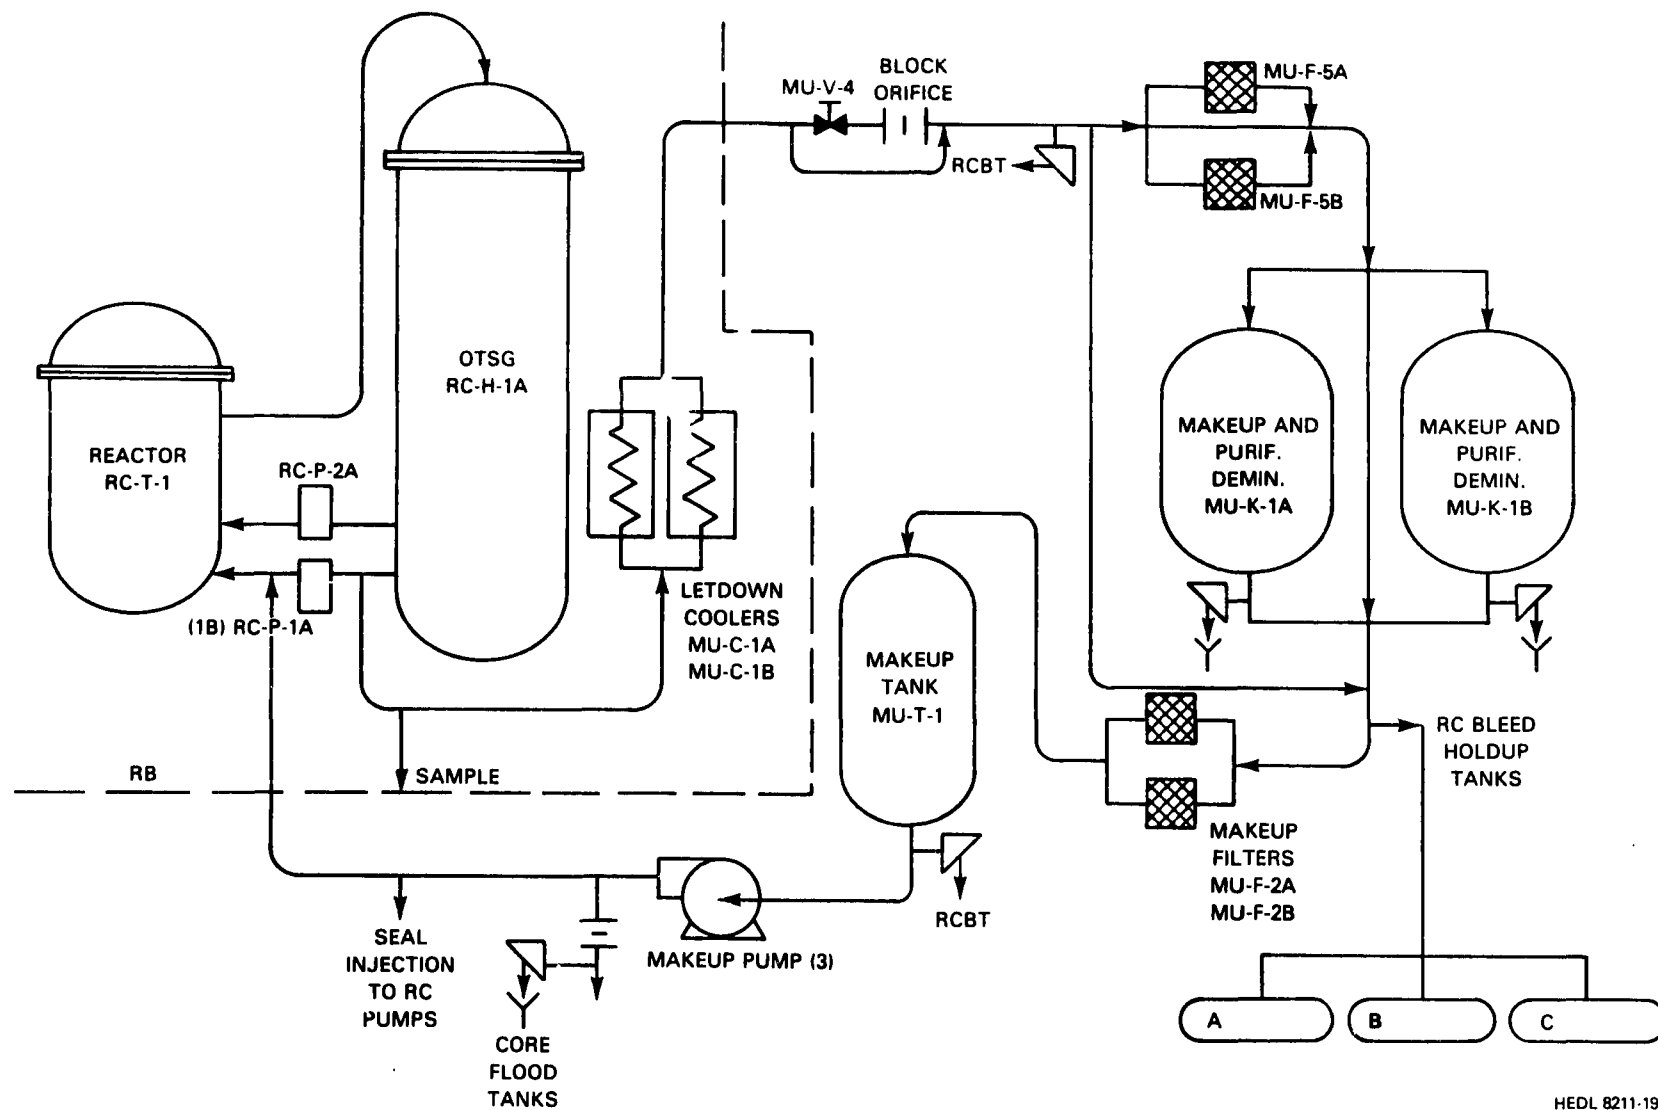 BLOCK
ORIFICE
MU-V-4
MU-F-5A
RCBT
MU-F-5B
OTSG
RC-H-1A
REACTOR
RC-T-1
RC-P-2A
(1B) RC-P-1A
LETDOWN
COOLERS
MU-C-1A
MU-C-1B
MAKEUP AND
PURIF.
DEMIN.
MU-K-1A
MAKEUP AND
PURIF.
DEMIN.
MU-K-1B
MAKEUP
TANK
MU-T-1
RB
SAMPLE
RC BLEED
HOLDUP
TANKS
MAKEUP
FILTERS
MU-F-2A
MU-F-2B
RCBT
MAKEUP PUMP (3)
SEAL
INJECTION
TO RC
PUMPS
CORE
FLOOD
TANKS
A
B
C
HEDL 8211-19